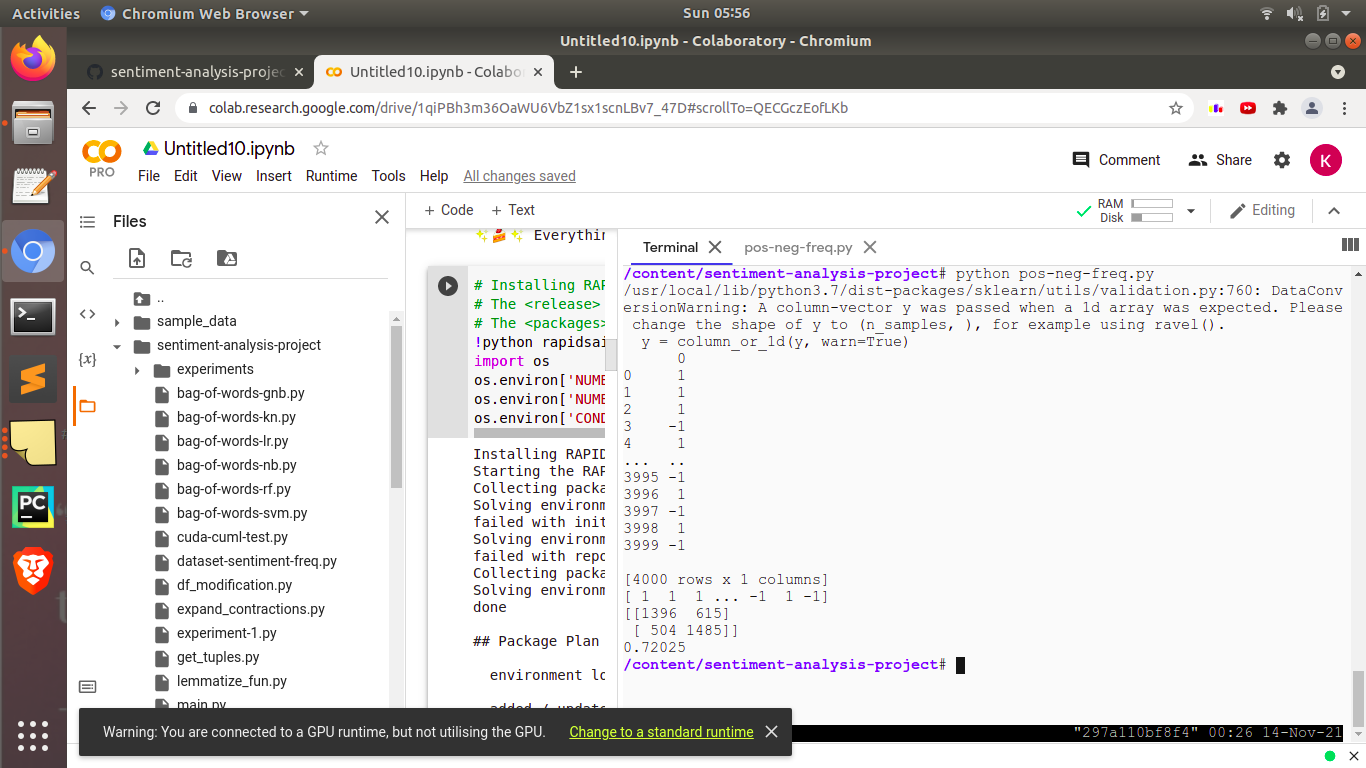 Activities
Chromium Web Browser
Sun 05:56
Untitled10.ipynb - Colaboratory - Chromium
sentiment-analysis-projec
Untitled10.ipynb - Colabo
colab.research.google.com/drive/1qiPBh3m36OaWU6VbZ1sx1scnLBv7_47D#scrollTo=QECGczEofLKb
PRO
Untitled10.ipynb
File Edit View Insert Runtime Tools Help All changes saved
Comment
Share
K
Files
+ Code + Text
RAM
Disk
Editing
..
sample_data
sentiment-analysis-project
experiments
bag-of-words-gnb.py
bag-of-words-kn.py
bag-of-words-lr.py
bag-of-words-nb.py
bag-of-words-rf.py
bag-of-words-svm.py
cuda-cuml-test.py
dataset-sentiment-freq.py
df_modification.py
expand_contractions.py
experiment-1.py
get_tuples.py
lemmatize_fun.py
main.py
{x}
PC
Everythin
# Installing RAP
# The <release>
# The <packages>
!python rapidsai
import os
os.environ['NUMB
os.environ['NUMB
os.environ['COND
Installing RAPID
Starting the RAP
Collecting packa
Solving environm
failed with init
Solving environm
failed with repo
Collecting packa
Solving environm
done
## Package Plan
environment lo
added / update
Terminal
pos-neg-freq.py
/content/sentiment-analysis-project# python pos-neg-freq.py
/usr/local/lib/python3.7/dist-packages/sklearn/utils/validation.py:760: DataConv
ersionWarning: A column-vector y was passed when a 1d array was expected. Please
change the shape of y to (n_samples, ), for example using ravel().
y = column_or_1d(y, warn=True)
0
0 1
1 1
2 1
3 -1
4 1
... ..
3995 -1
3996 1
3997 -1
3998 1
3999 -1
[4000 rows x 1 columns]
[ 1 1 1 ... -1 1 -1]
[[1396 615]
[ 504 1485]]
0.72025
/content/sentiment-analysis-project#
"297a110bf8f4" 00:26 14-Nov-21
Warning: You are connected to a GPU runtime, but not utilising the GPU. Change to a standard runtime